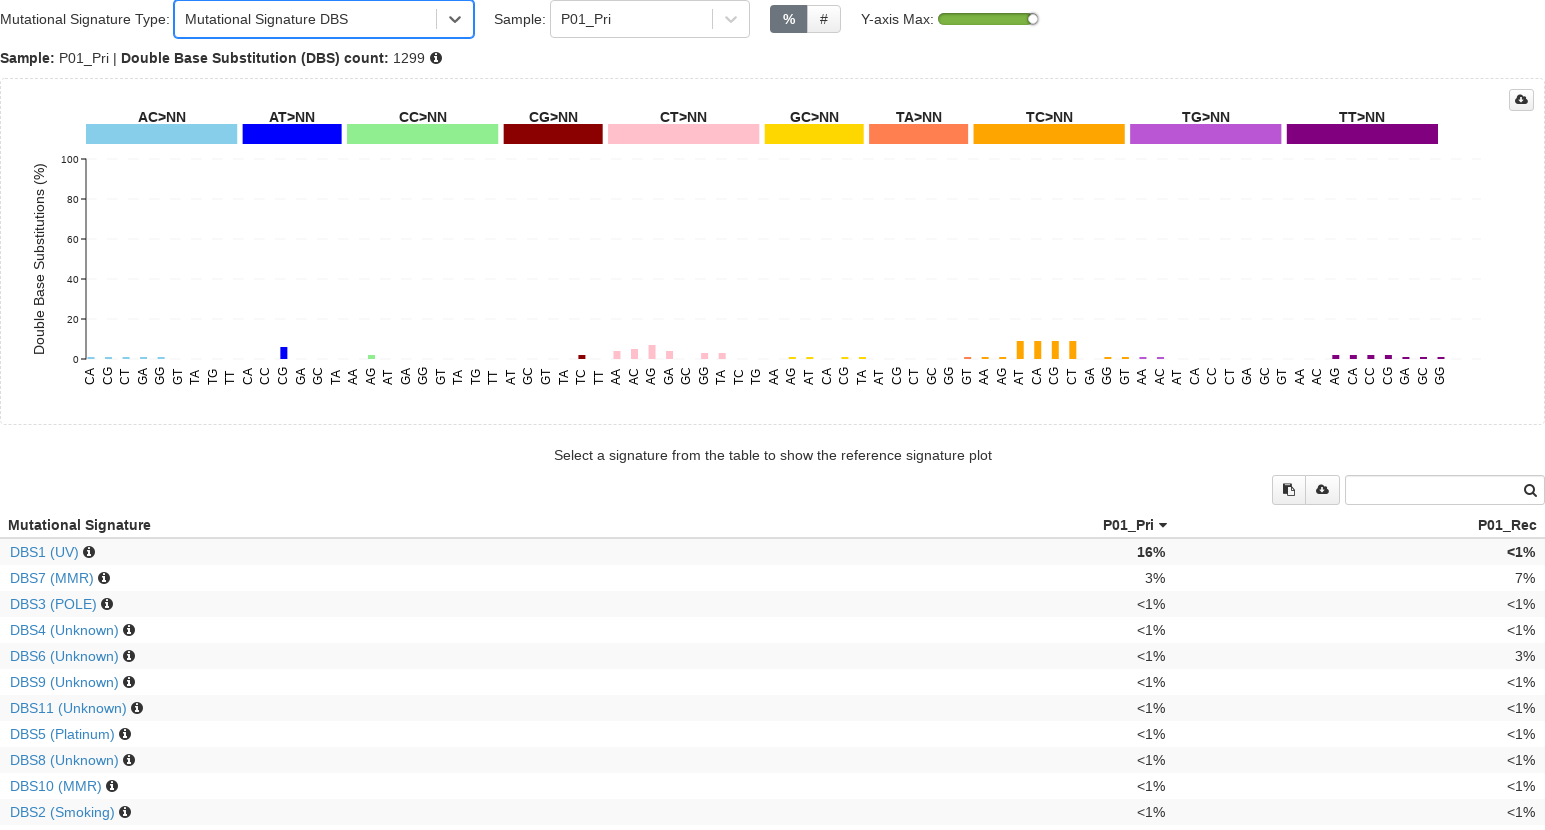 Mutational Signature Type: Mutational Signature DBS Sample: P01_Pri % # Y-axis Max:
Sample: P01_Pri | Double Base Substitution (DBS) count: 1299
AC>NN AT>NN CC>NN CG>NN CT>NN GC>NN TA>NN TC>NN TG>NN TT>NN
Double Base Substitutions (%)
100
80
60
40
20
0
CA CG CT GA GG GT TA TG TT CA CC CG GA GC TA AA AG AT GA GG GT TA TG TT AT GC GT TA TC TT AA AC AG GA GC GG TA TC TG AA AG AT CA CG TA AT CG CT GC GG GT AA AG AT CA CG CT GA GG GT AA AC AT CA CC CT GA GC GT AA AC AG CA CC CG GA GC GG
Select a signature from the table to show the reference signature plot
Mutational Signature P01_Pri P01_Rec
DBS1 (UV) 16% <1%
DBS7 (MMR) 3% 7%
DBS3 (POLE) <1% <1%
DBS4 (Unknown) <1% <1%
DBS6 (Unknown) <1% 3%
DBS9 (Unknown) <1% <1%
DBS11 (Unknown) <1% <1%
DBS5 (Platinum) <1% <1%
DBS8 (Unknown) <1% <1%
DBS10 (MMR) <1% <1%
DBS2 (Smoking) <1% <1%